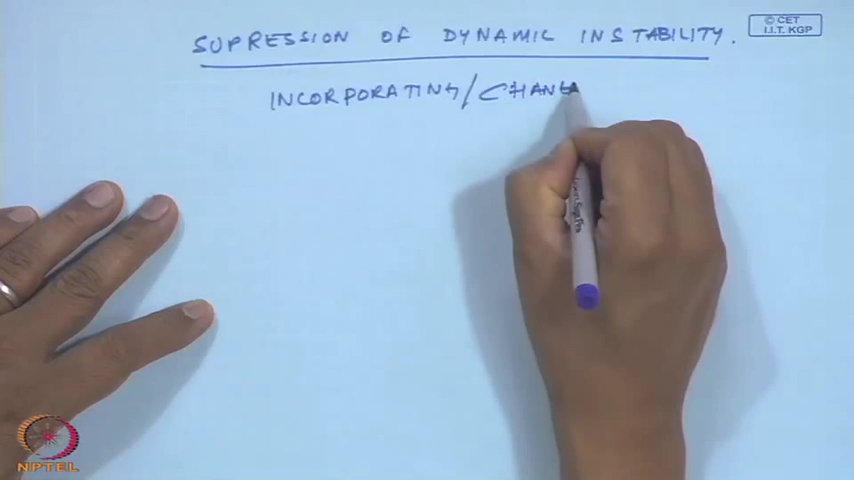 SUPRESSION OF DYNAMIC INSTABILITY.
© CET
I.I.T. KGP
INCORPORATING/CHANG
NPTEL